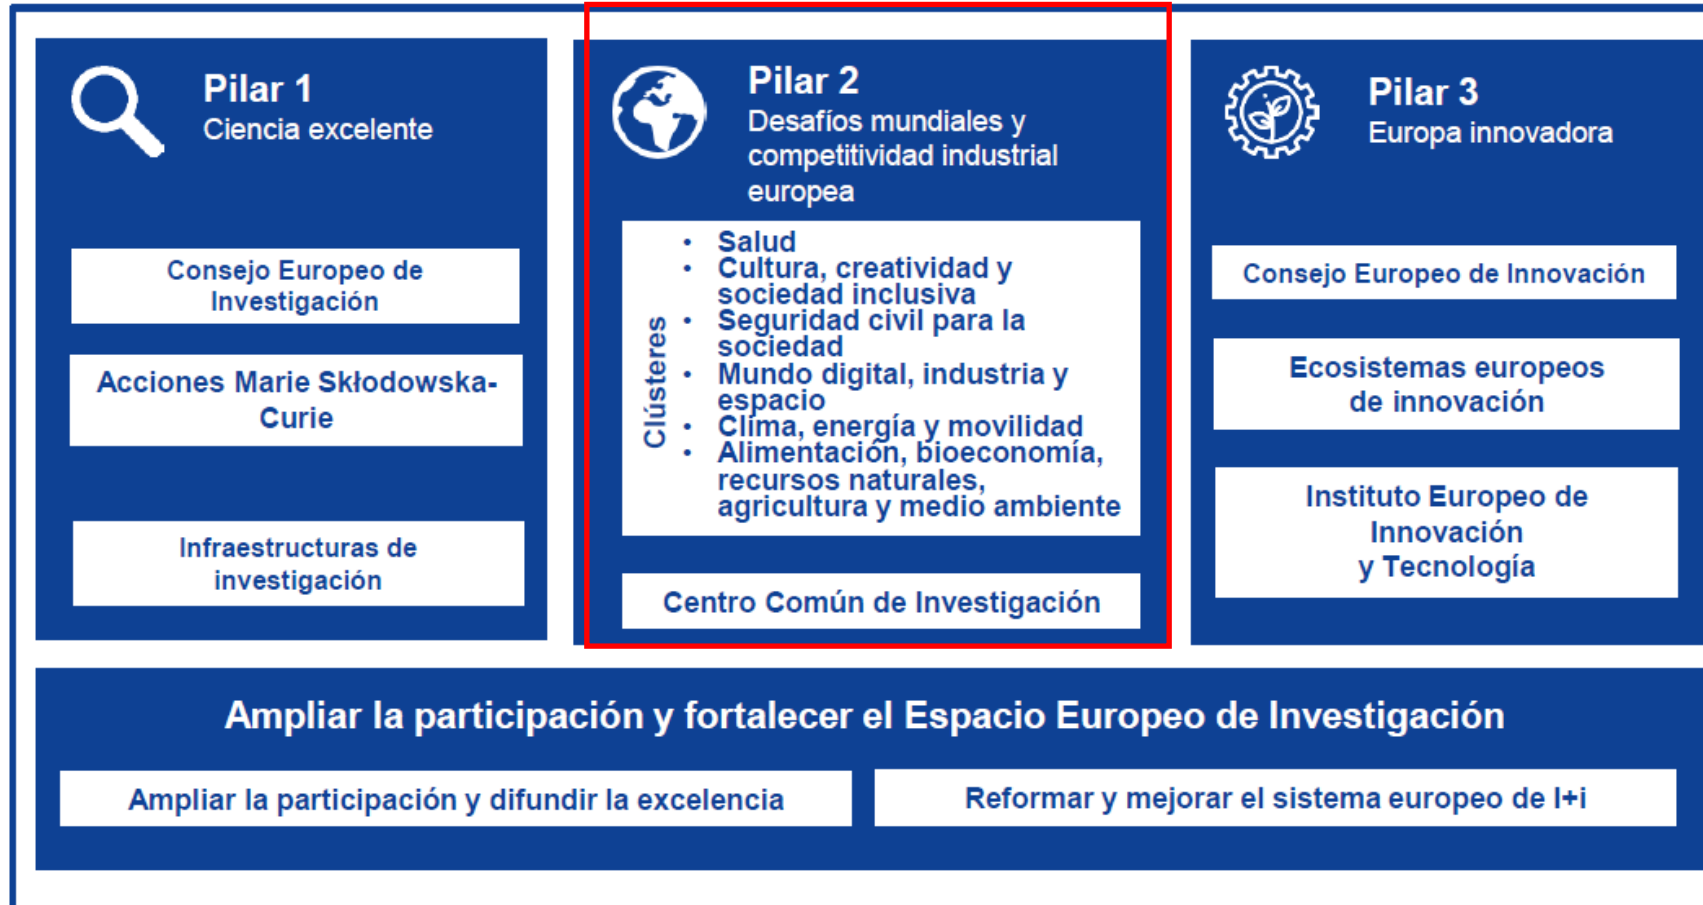 Pilar 1
Ciencia excelente
Consejo Europeo de
Investigación
Acciones Marie Skłodowska-
Curie
Infraestructuras de
investigación
Pilar 2
Desafíos mundiales y
competitividad industrial
europea
Clústeres
• Salud
• Cultura, creatividad y
sociedad inclusiva
• Seguridad civil para la
sociedad
• Mundo digital, industria y
espacio
• Clima, energía y movilidad
• Alimentación, bioeconomía,
recursos naturales,
agricultura y medio ambiente
Centro Común de Investigación
Pilar 3
Europa innovadora
Consejo Europeo de Innovación
Ecosistemas europeos
de innovación
Instituto Europeo de
Innovación
y Tecnología
Ampliar la participación y fortalecer el Espacio Europeo de Investigación
Ampliar la participación y difundir la excelencia
Reformar y mejorar el sistema europeo de I+i